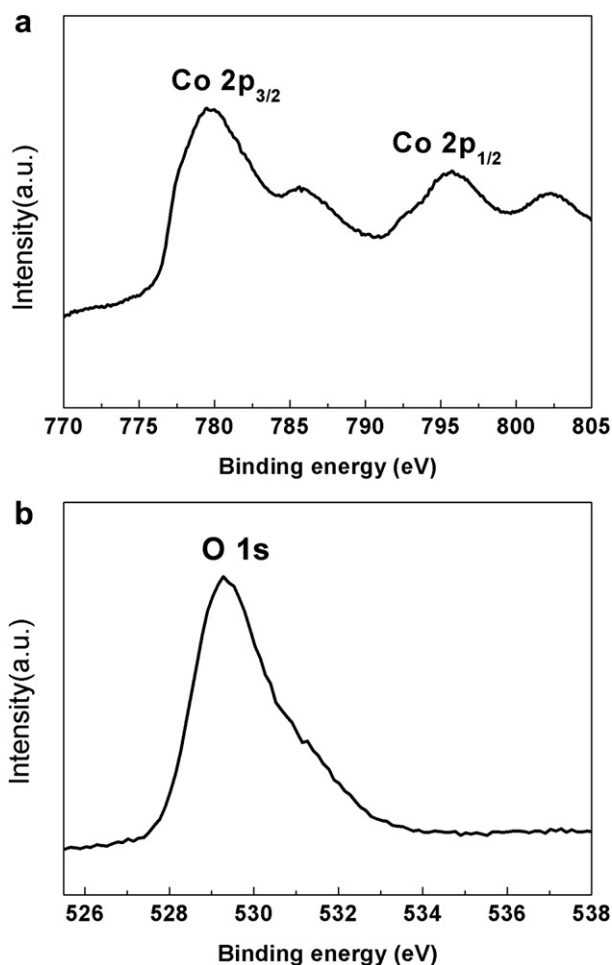 a
Co 2p3/2
Co 2p1/2
Intensity(a.u.)
770 775 780 785 790 795 800 805
Binding energy (eV)
b
O 1s
Intensity(a.u.)
526 528 530 532 534 536 538
Binding energy (eV)